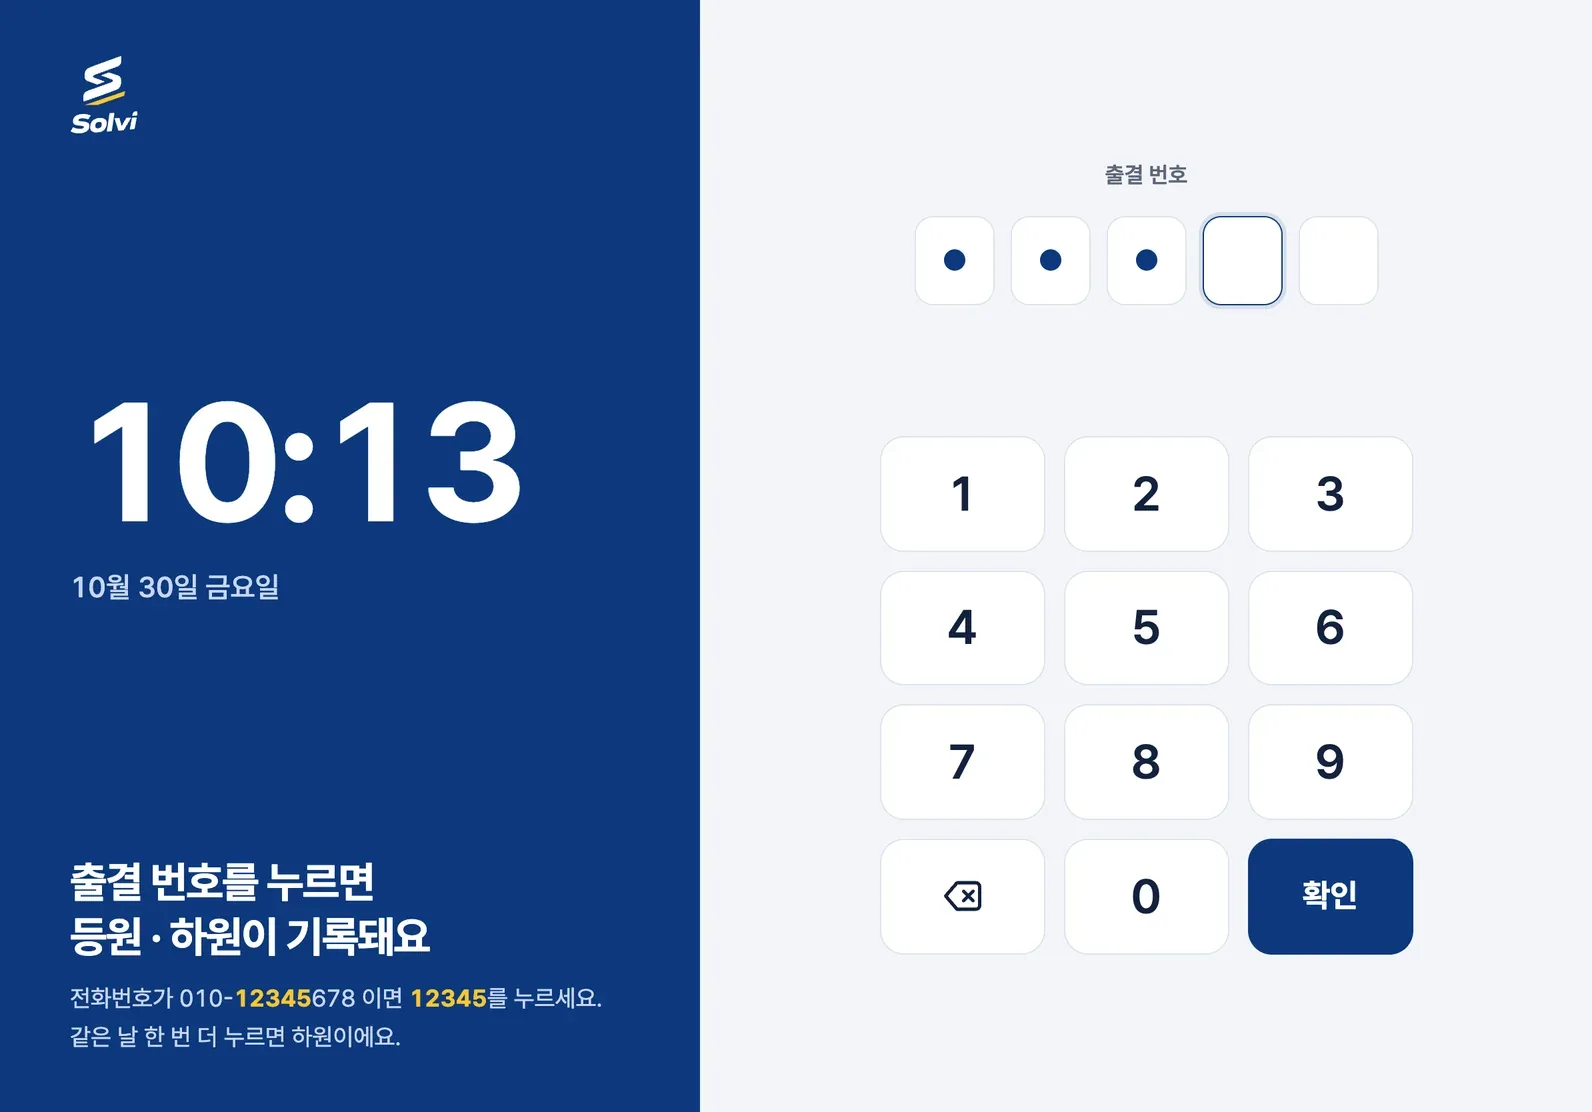 Solvi
10:13
10월 30일 금요일
출결 번호를 누르면
등원 · 하원이 기록돼요
전화번호가 010-12345678 이면 12345를 누르세요.
같은 날 한 번 더 누르면 하원이에요.
출결 번호
1 2 3
4 5 6
7 8 9
0 확인